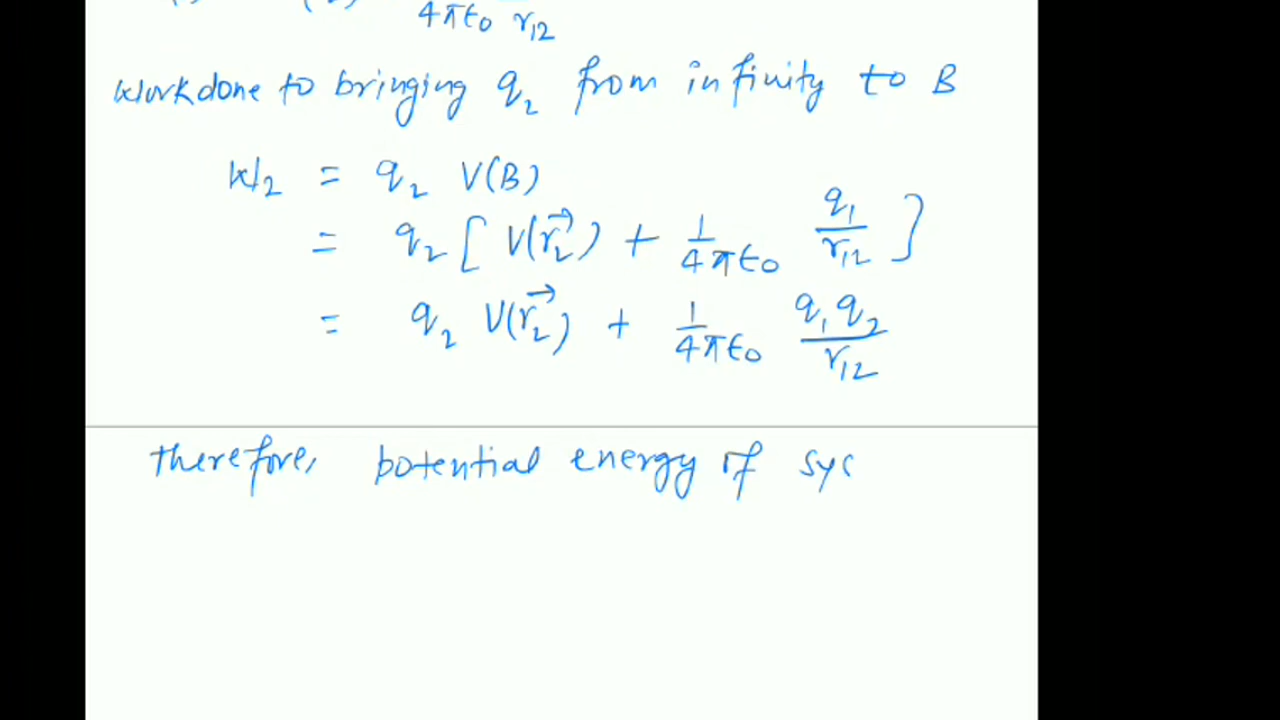 4πε0 r12
Workdone to bringing q2 from infinity to B
W2 = q2 V(B)
= q2 [ V(r⃗2) + 1/4πε0 q1/r12 ]
= q2 V(r⃗2) + 1/4πε0 q1q2/r12
therefore, potential energy of sys